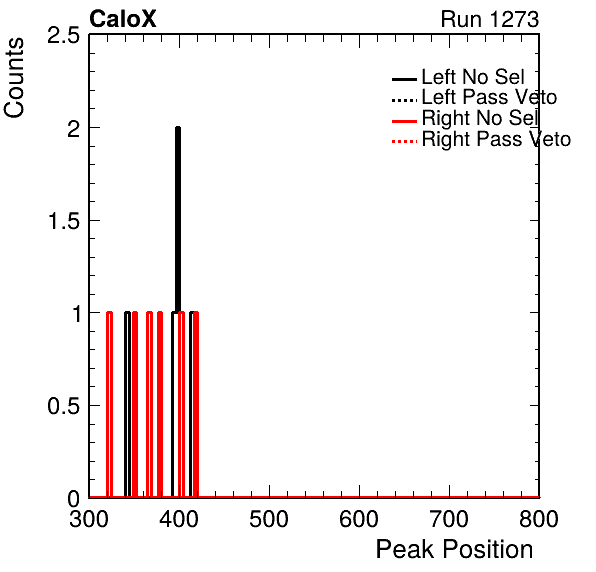 CaloX Run 1273
Counts
2.5
2
1.5
1
0.5
0
Left No Sel
Left Pass Veto
Right No Sel
Right Pass Veto
300 400 500 600 700 800
Peak Position